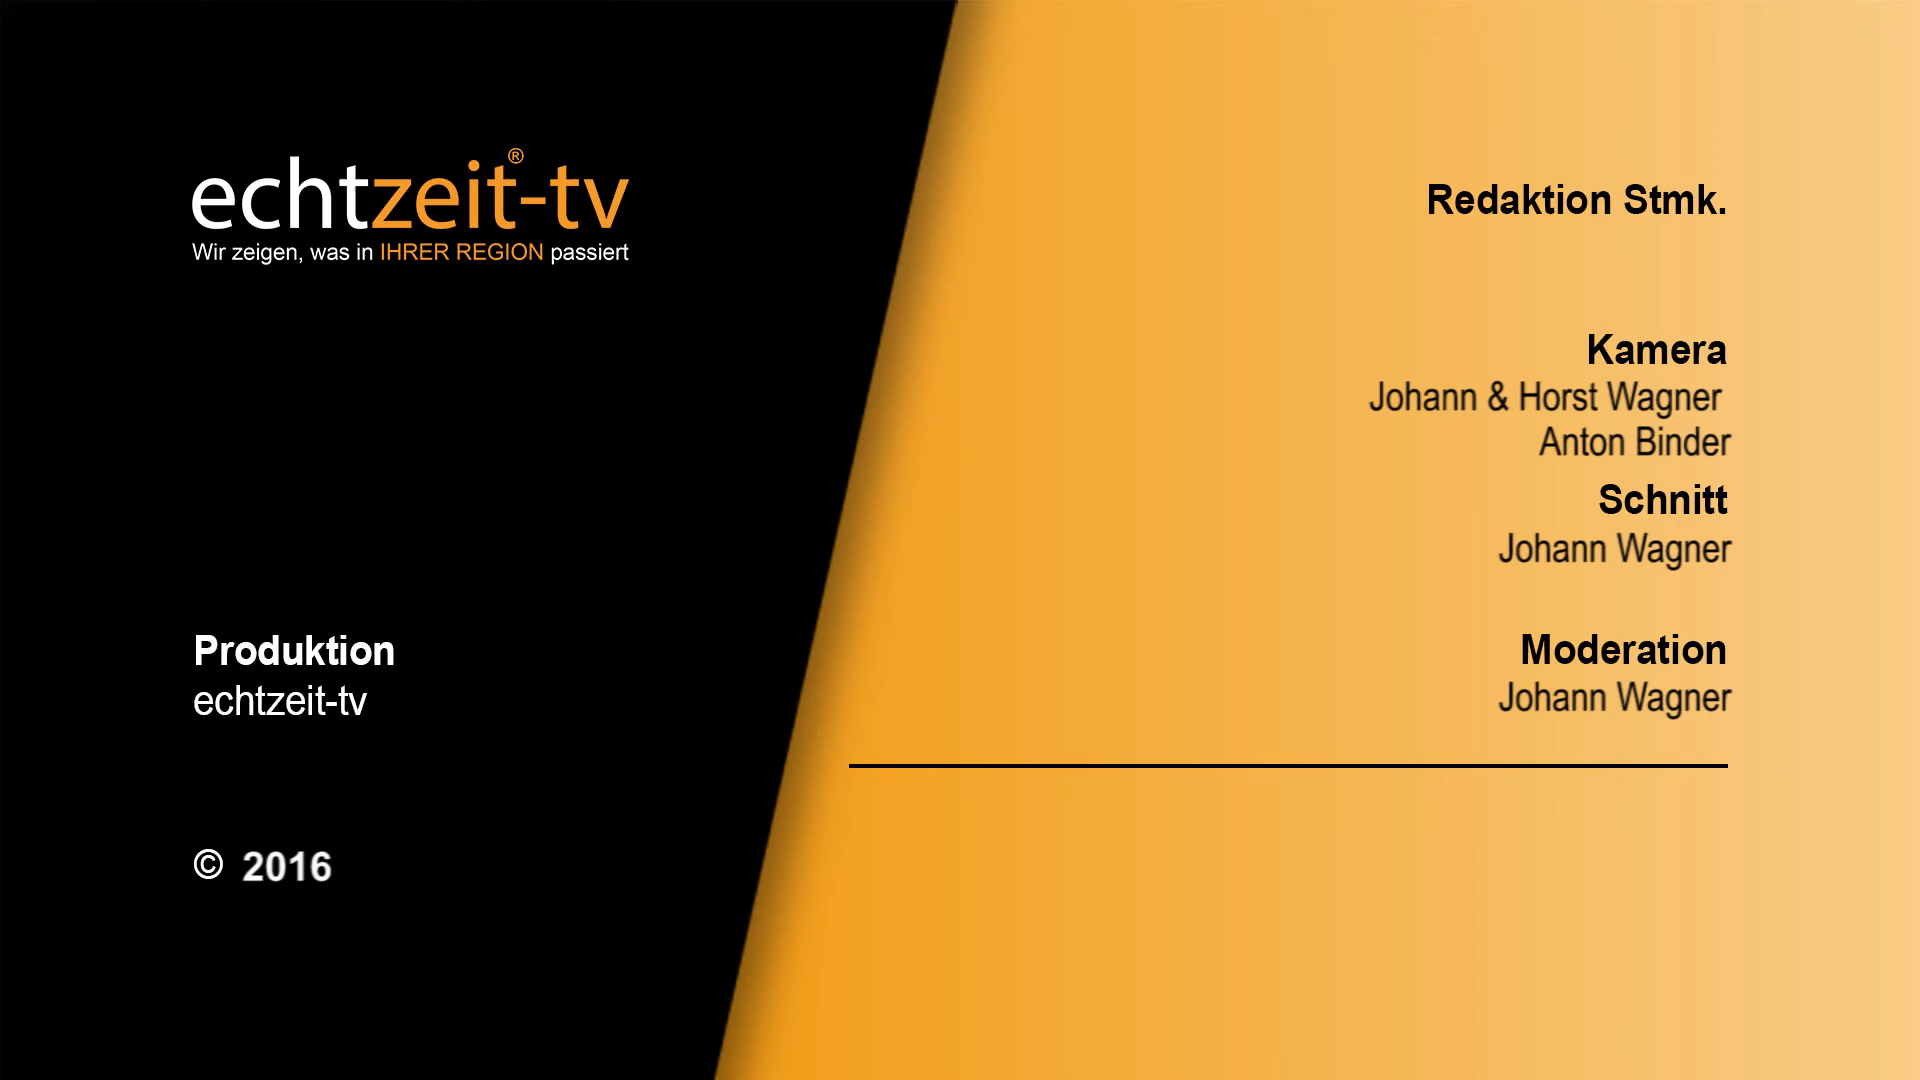 echtzeit-tv®
Wir zeigen, was in IHRER REGION passiert
Produktion
echtzeit-tv
© 2016
Redaktion Stmk.
Kamera
Johann & Horst Wagner
Anton Binder
Schnitt
Johann Wagner
Moderation
Johann Wagner